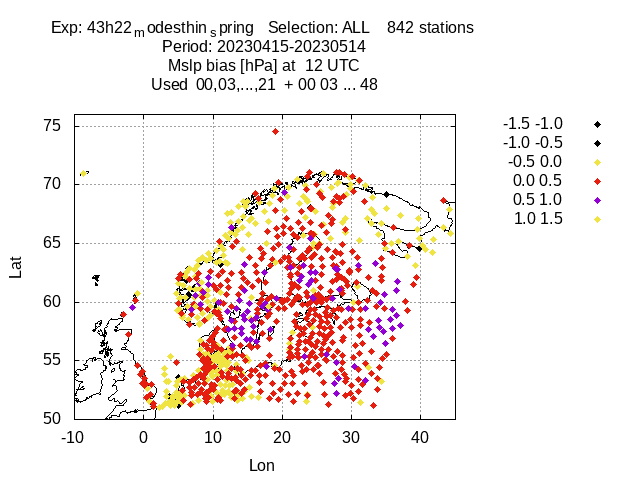 Exp: 43h22m odesthins pring   Selection: ALL    842 stations
Period: 20230415-20230514
Mslp bias [hPa] at  12 UTC
Used  00,03,...,21  + 00 03 ... 48
75
70
65
60
55
50
Lat
-10 0 10 20 30 40
Lon
-1.5 -1.0
-1.0 -0.5
-0.5 0.0
0.0 0.5
0.5 1.0
1.0 1.5